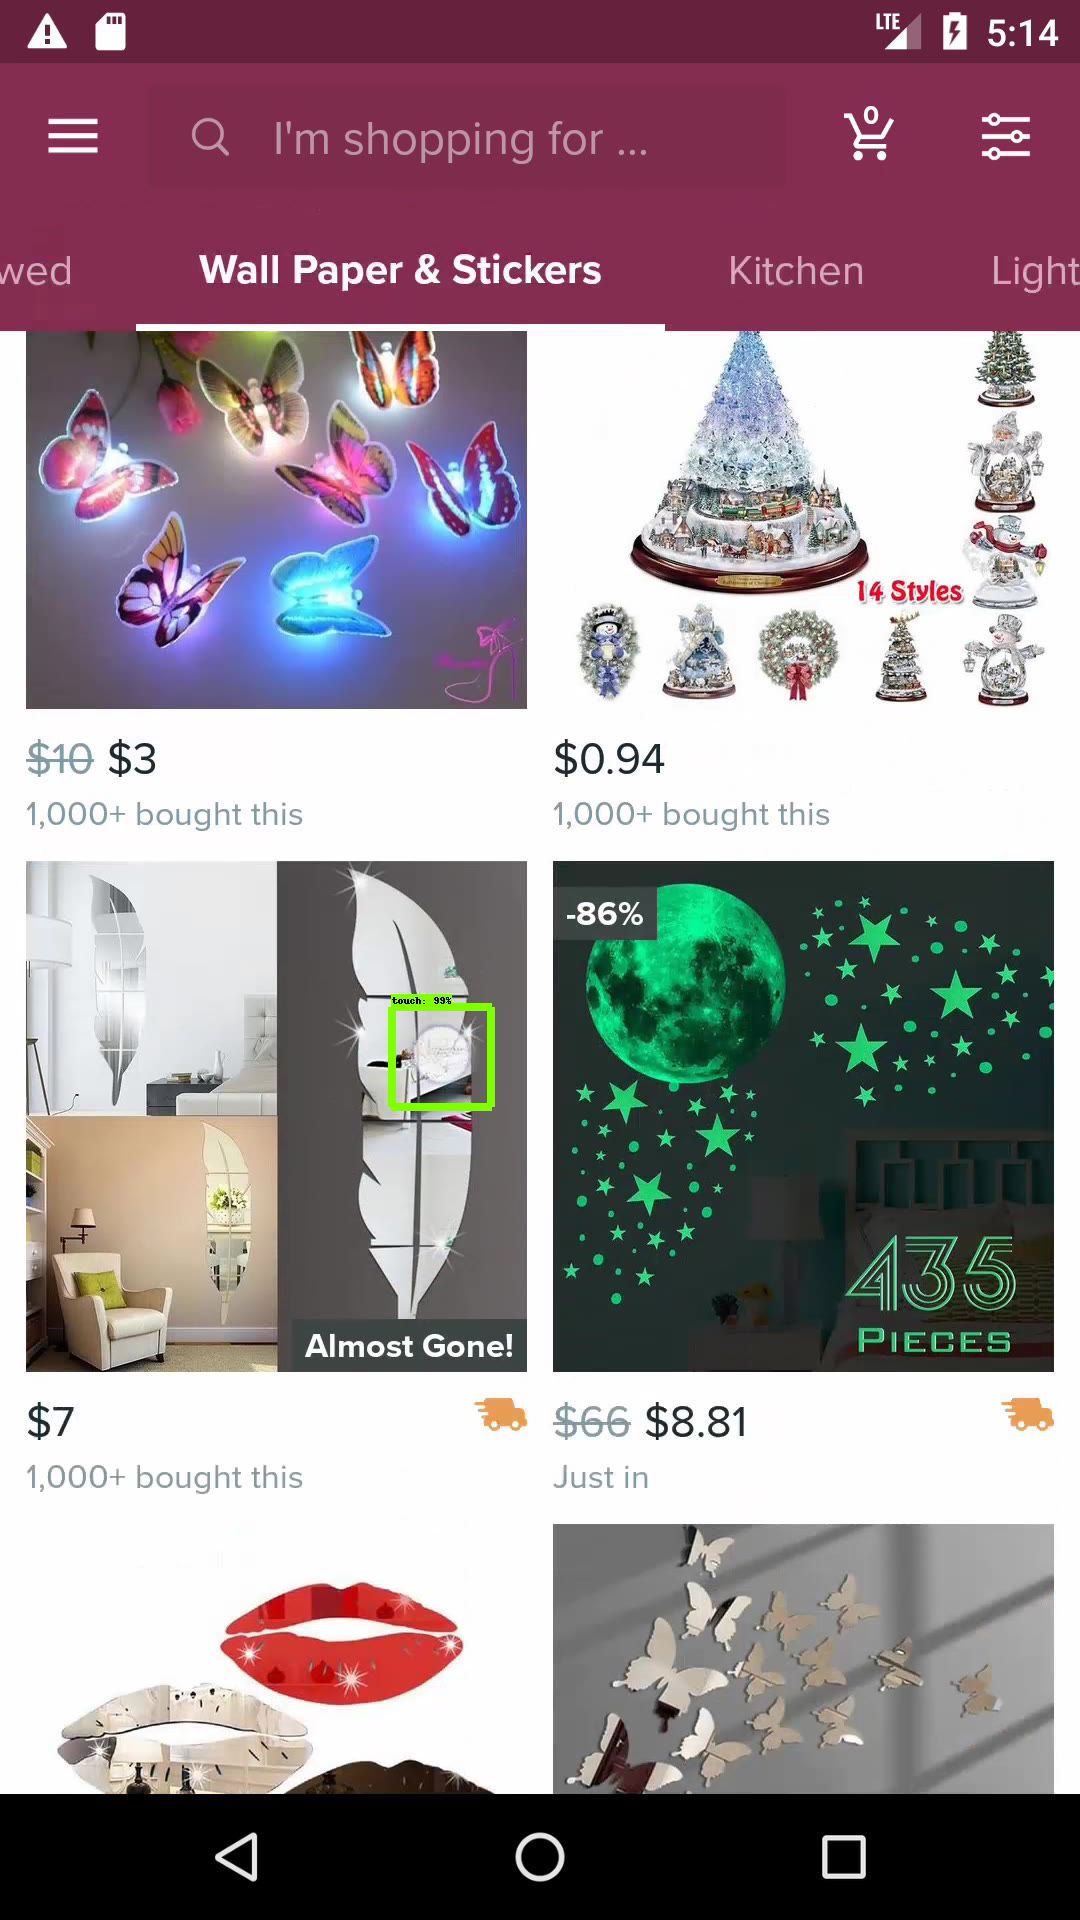 LTE 5:14
I'm shopping for ...
0
wed Wall Paper & Stickers Kitchen Light
14 Styles
$10 $3
$0.94
1,000+ bought this
1,000+ bought this
-86%
touch: 99%
435
PIECES
Almost Gone!
$7
$66 $8.81
1,000+ bought this
Just in